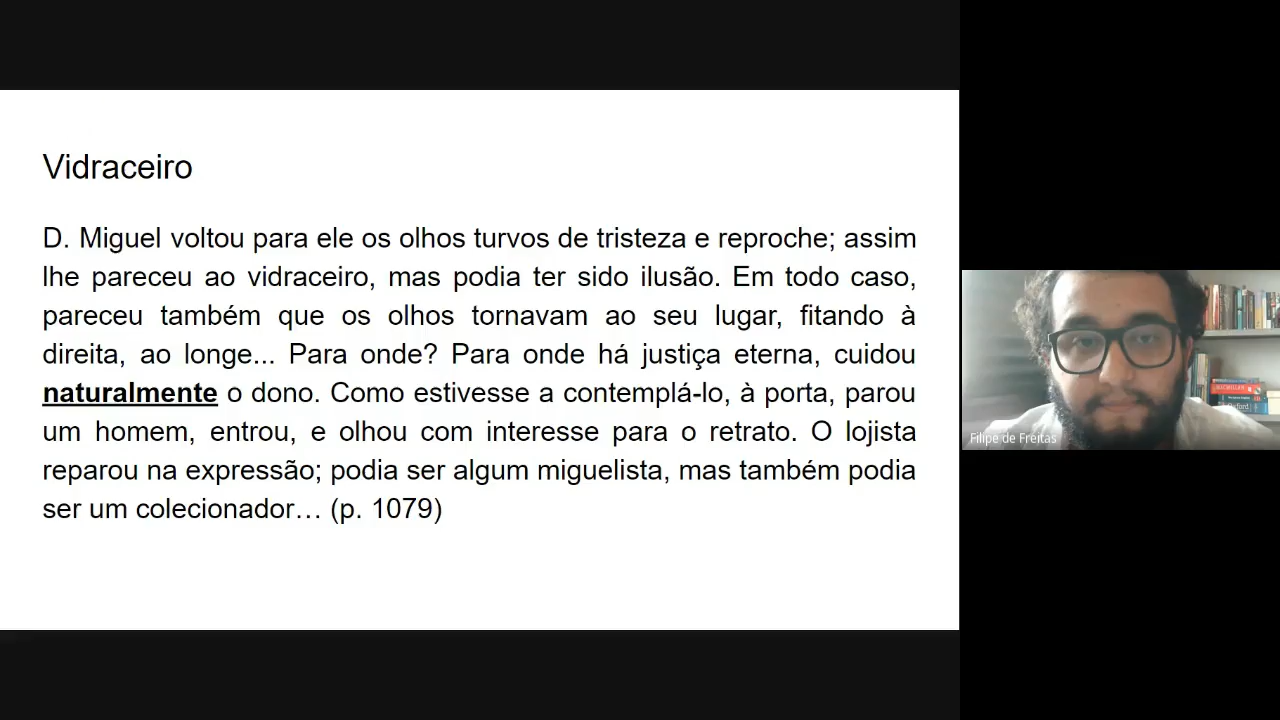 Vidraceiro
D. Miguel voltou para ele os olhos turvos de tristeza e reproche; assim
lhe pareceu ao vidraceiro, mas podia ter sido ilusão. Em todo caso,
pareceu também que os olhos tornavam ao seu lugar, fitando à
direita, ao longe... Para onde? Para onde há justiça eterna, cuidou
naturalmente o dono. Como estivesse a contemplá-lo, à porta, parou
um homem, entrou, e olhou com interesse para o retrato. O lojista
reparou na expressão; podia ser algum miguelista, mas também podia
ser um colecionador… (p. 1079)
MACMILLAN
Oxford
Filipe de Freitas